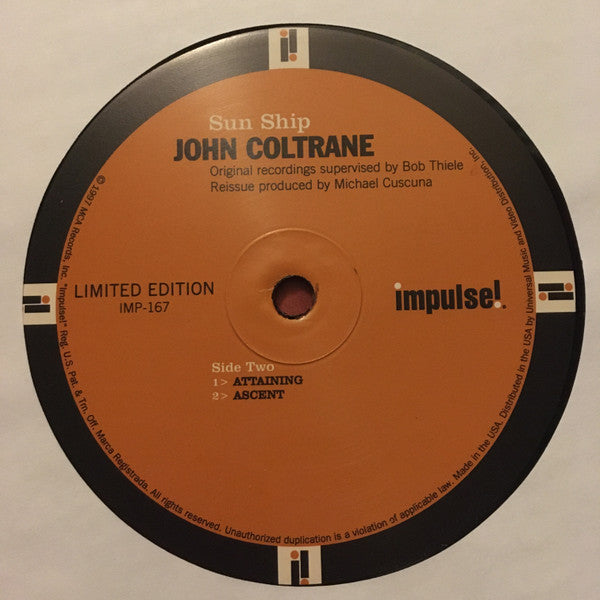 Sun Ship
JOHN COLTRANE
Original recordings supervised by Bob Thiele
Reissue produced by Michael Cuscuna
LIMITED EDITION
IMP-167
impulse!
Side Two
1> ATTAINING
2> ASCENT
© 1997 MCA Records, Inc. "Impulse!" Reg. U.S. Pat. & Tm. Off. Marca Registrada. All rights reserved. Unauthorized duplication is a violation of applicable law. Made in the USA. Distributed in the USA by Universal Music and Video Distribution, Inc.